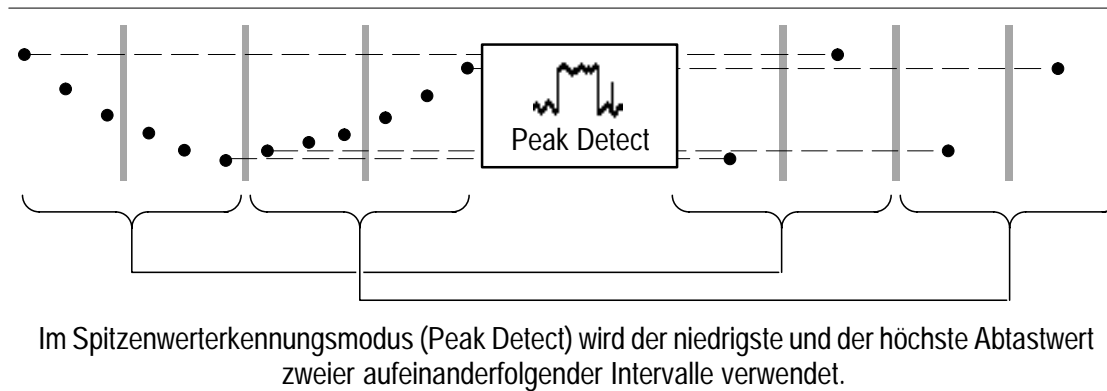 Peak Detect
Im Spitzenwerterkennungsmodus (Peak Detect) wird der niedrigste und der höchste Abtastwert
zweier aufeinanderfolgender Intervalle verwendet.